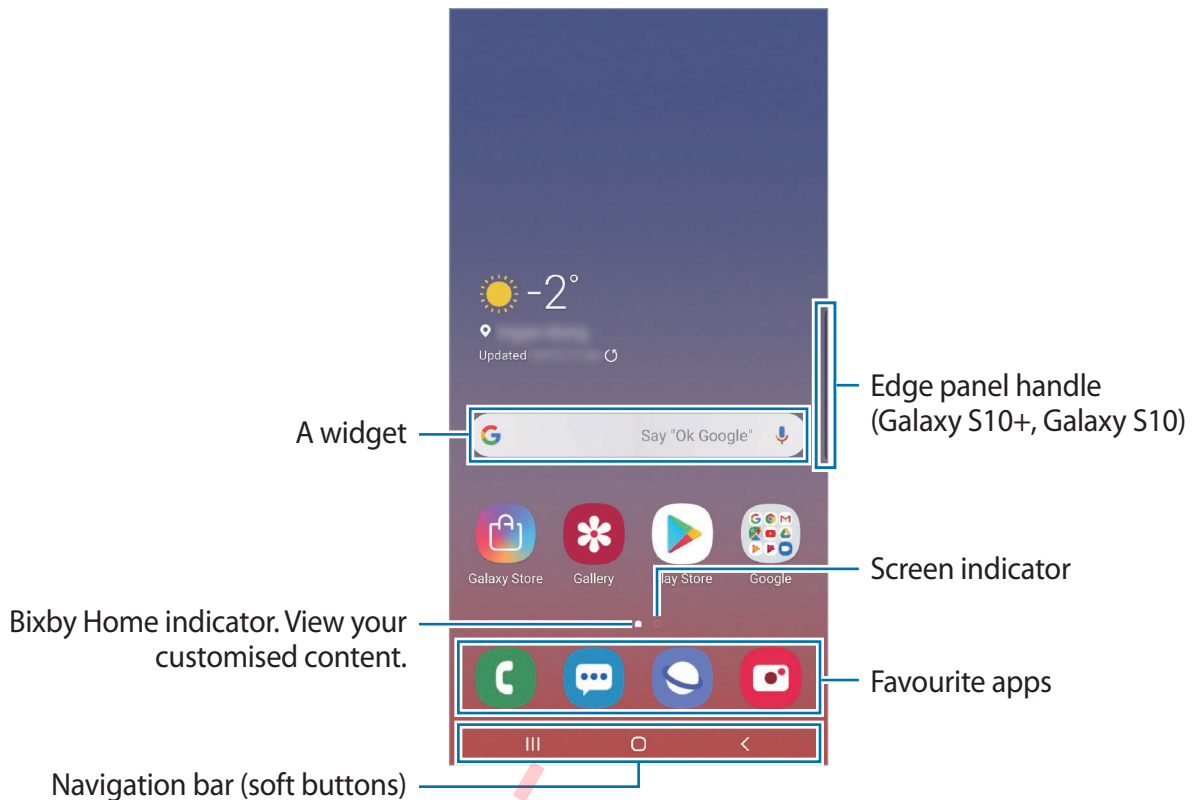 -2°
Updated
Edge panel handle
(Galaxy S10+, Galaxy S10)
A widget
Say "Ok Google"
Galaxy Store
Gallery
lay Store
Google
Screen indicator
Bixby Home indicator. View your
customised content.
Favourite apps
Navigation bar (soft buttons)